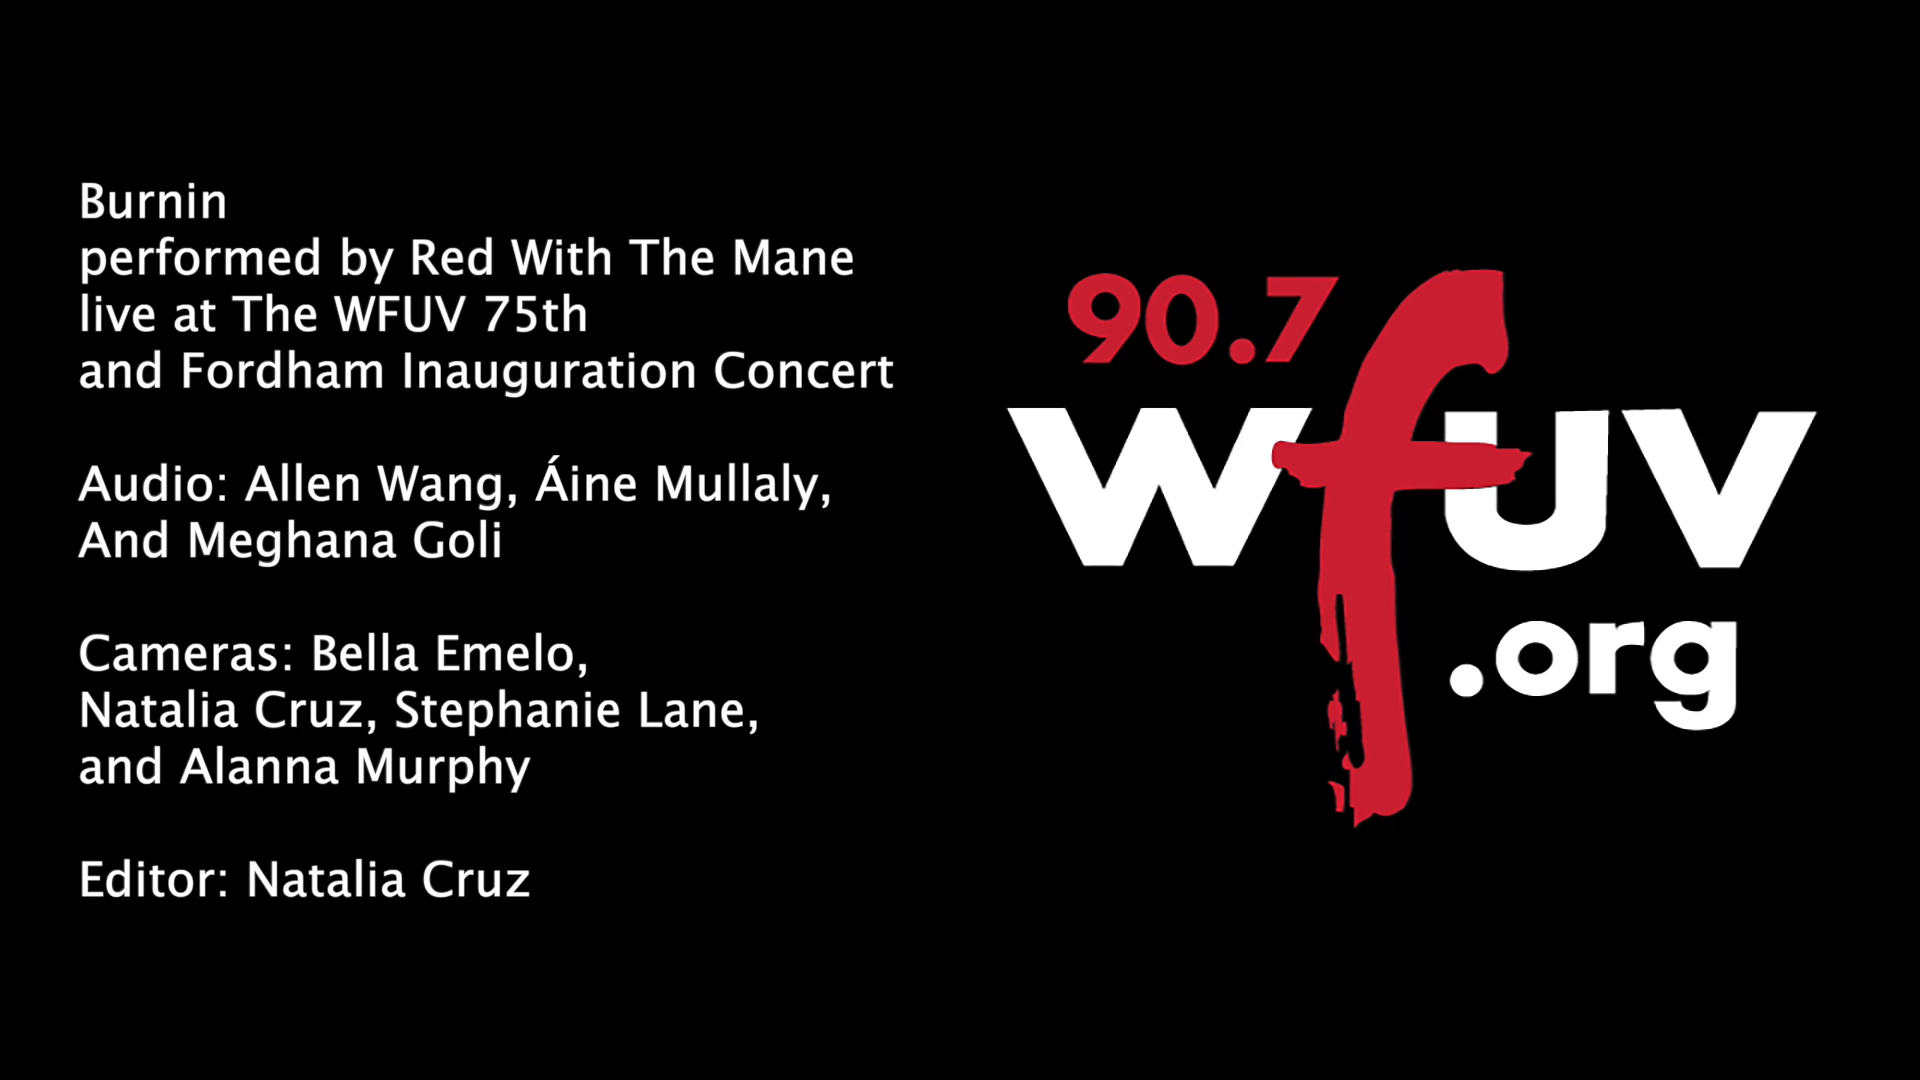 Burnin
performed by Red With The Mane
live at The WFUV 75th
and Fordham Inauguration Concert
Audio: Allen Wang, Áine Mullaly,
And Meghana Goli
Cameras: Bella Emelo,
Natalia Cruz, Stephanie Lane,
and Alanna Murphy
Editor: Natalia Cruz
90.7
wfuv
.org